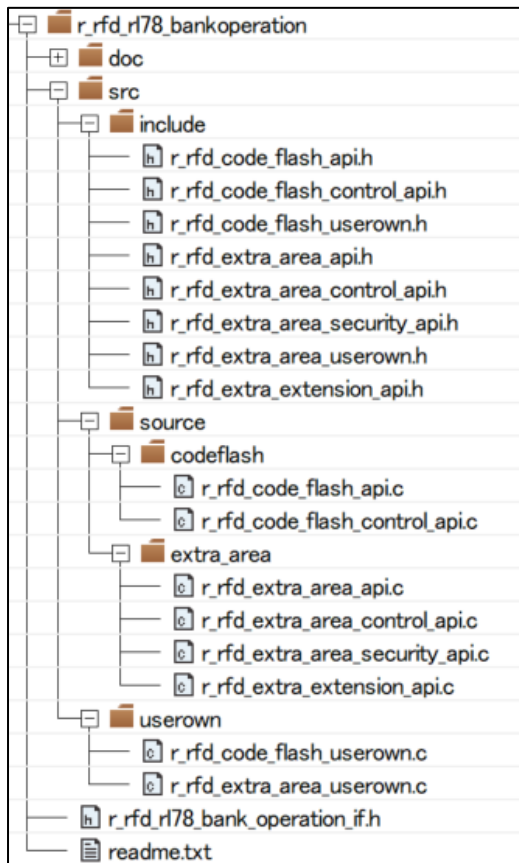 r_rfd_rl78_bankoperation
doc
src
include
r_rfd_code_flash_api.h
r_rfd_code_flash_control_api.h
r_rfd_code_flash_userown.h
r_rfd_extra_area_api.h
r_rfd_extra_area_control_api.h
r_rfd_extra_area_security_api.h
r_rfd_extra_area_userown.h
r_rfd_extra_extension_api.h
source
codeflash
r_rfd_code_flash_api.c
r_rfd_code_flash_control_api.c
extra_area
r_rfd_extra_area_api.c
r_rfd_extra_area_control_api.c
r_rfd_extra_area_security_api.c
r_rfd_extra_extension_api.c
userown
r_rfd_code_flash_userown.c
r_rfd_extra_area_userown.c
r_rfd_rl78_bank_operation_if.h
readme.txt